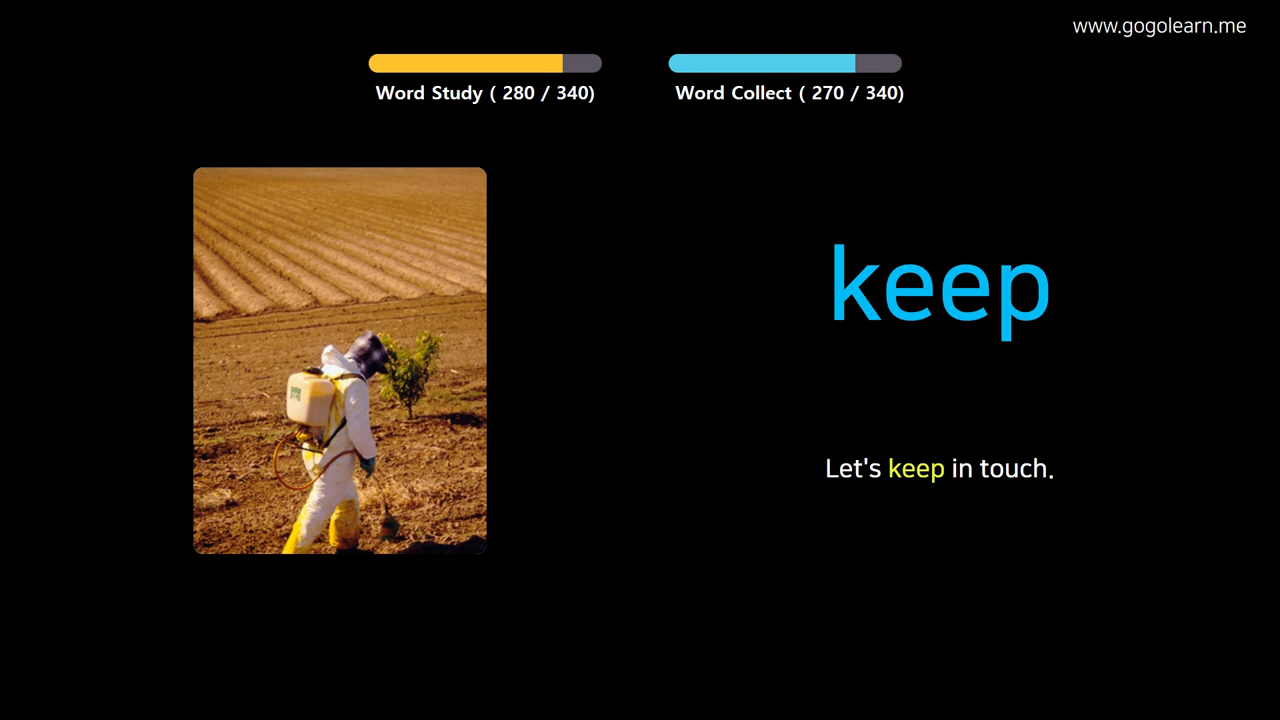 www.gogolearn.me
Word Study ( 280 / 340)
Word Collect ( 270 / 340)
keep
Let's keep in touch.